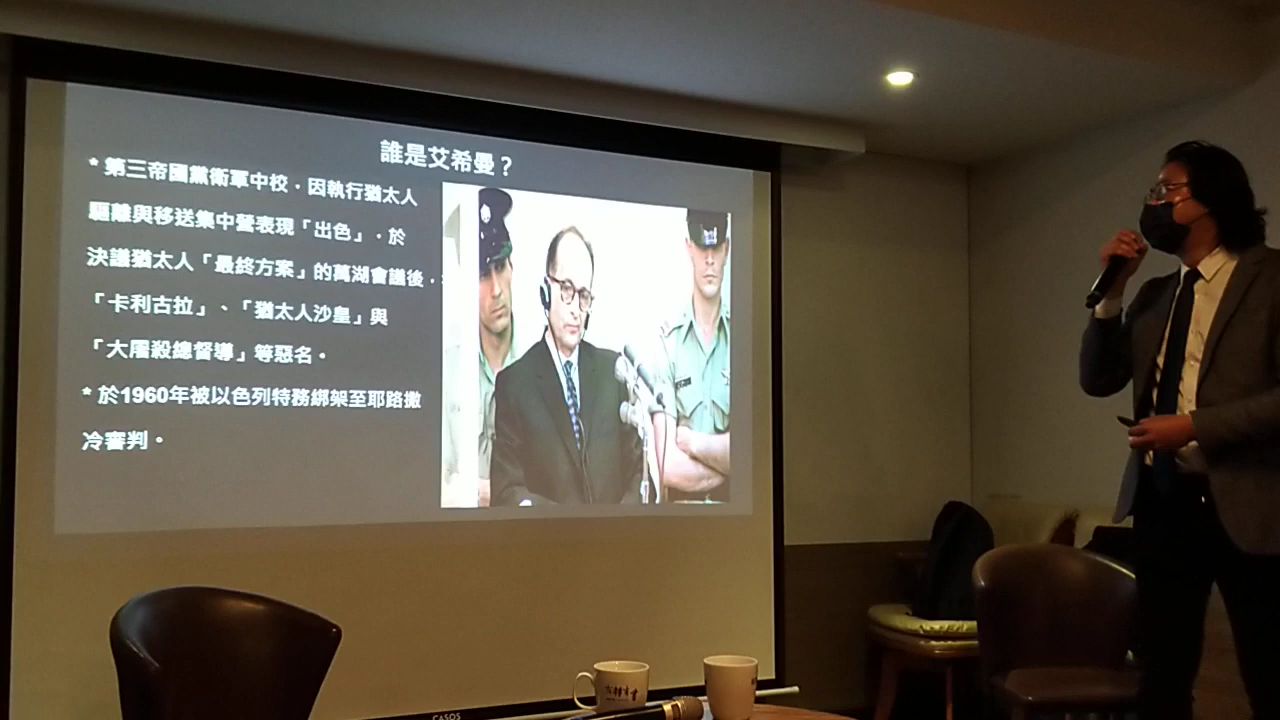 誰是艾希曼？
* 第三帝國黨衛軍中校，因執行猶太人
驅離與移送集中營表現「出色」，於
決議猶太人「最終方案」的萬湖會議後，
「卡利古拉」、「猶太人沙皇」與
「大屠殺總督導」等惡名。
* 於1960年被以色列特務綁架至耶路撒
冷審判。
CASOS